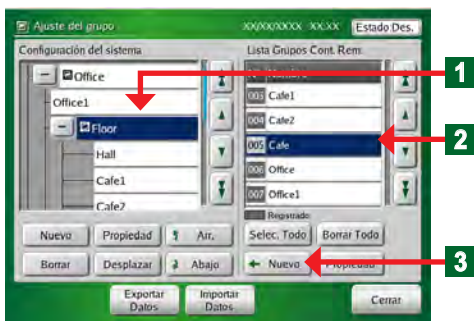 Ajuste del grupo
XX/XX/XXXX XX:XX
Estado Des.
Configuración del sistema
Lista Grupos Cont. Rem.
Office
Office1
Floor
Hall
Cafe1
Cafe2
003 Cafe1
004 Cafe2
005 Cafe
006 Office
007 Office1
Registrado
Nuevo
Propiedad
Arr.
Selec. Todo
Borrar Todo
Borrar
Desplazar
Abajo
Nuevo
Propiedad
Exportar
Datos
Importar
Datos
Cerrar
1
2
3